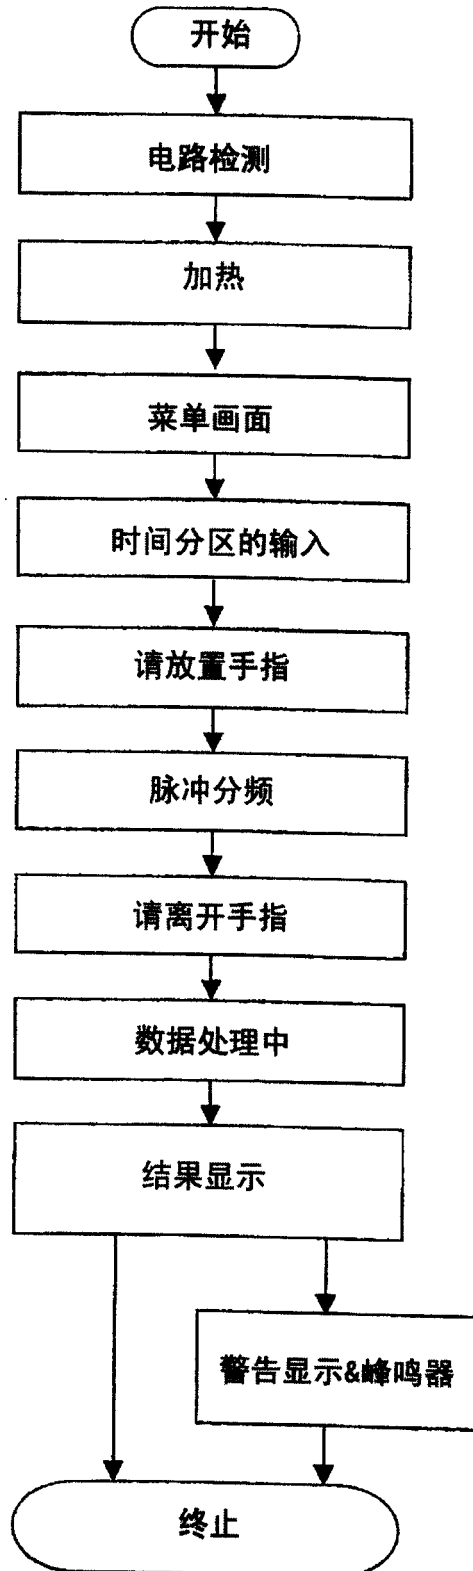 开始
电路检测
加热
菜单画面
时间分区的输入
请放置手指
脉冲分频
请离开手指
数据处理中
结果显示
警告显示&峰鸣器
终止